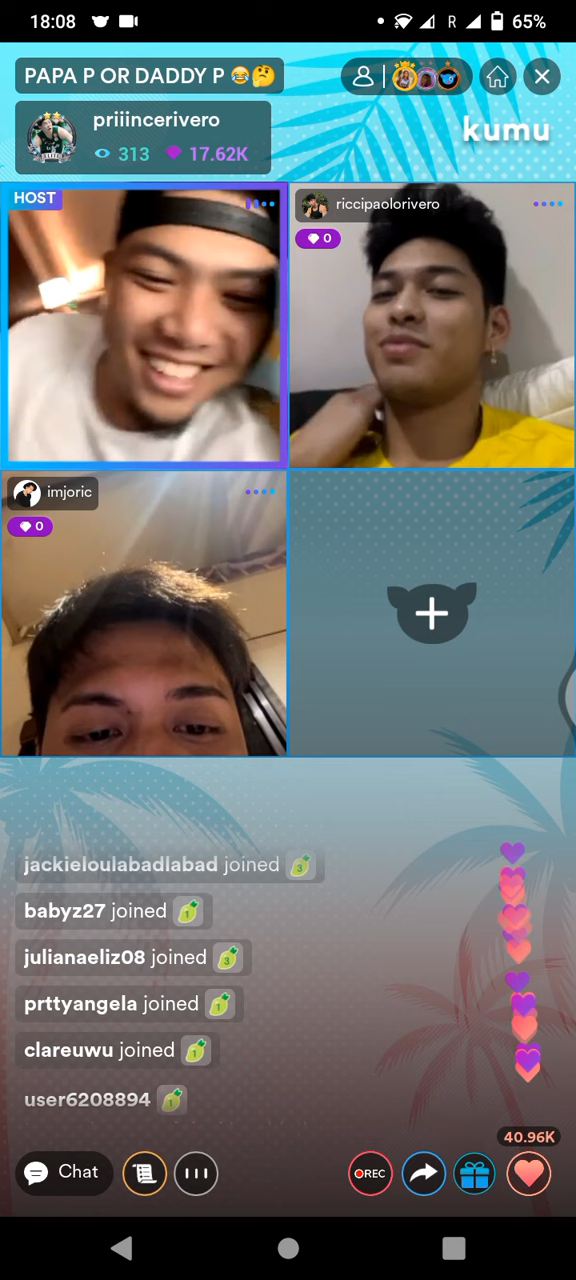 18:08
R
65%
PAPA P OR DADDY P 😂🤔
priiincerivero
313
17.62K
kumu
HOST
riccipaolorivero
0
imjoric
0
jackieloulabadlabad joined 3
babyz27 joined 1
julianaeliz08 joined 3
prttyangela joined 1
clareuwu joined 1
user6208894 1
40.96K
Chat
REC